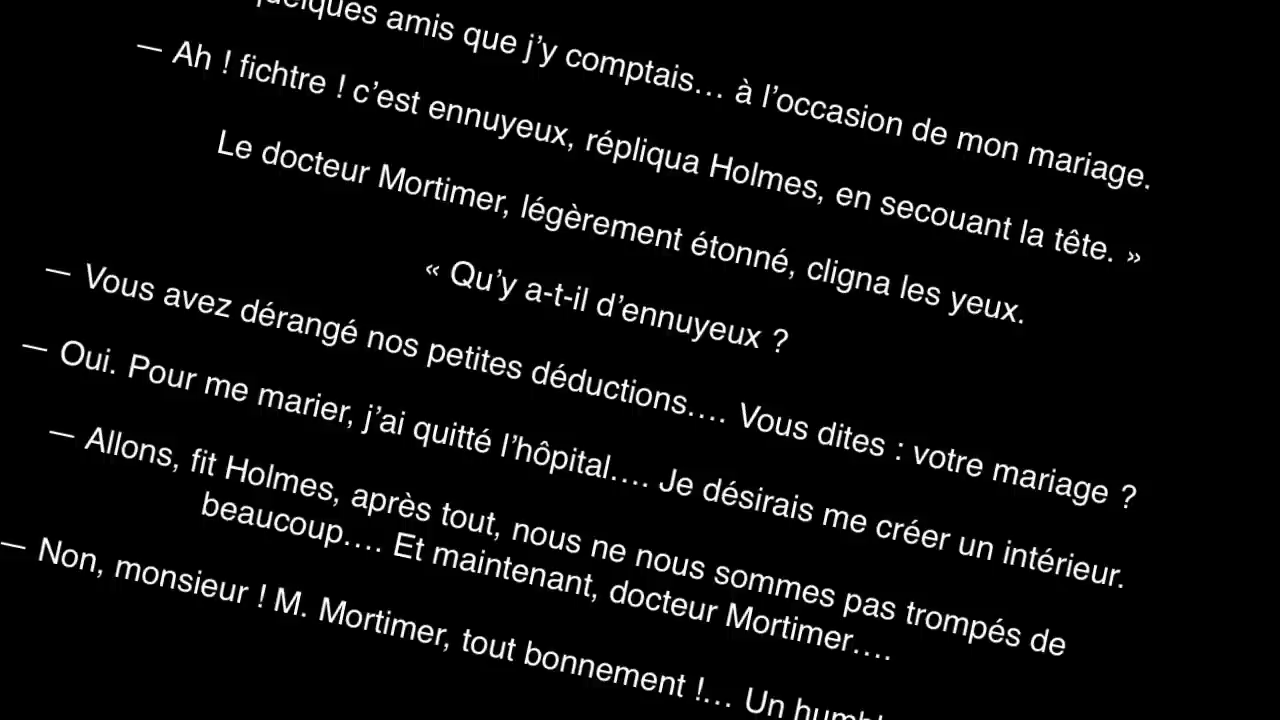 quelques amis que j’y comptais… à l’occasion de mon mariage.
— Ah ! fichtre ! c’est ennuyeux, répliqua Holmes, en secouant la tête. »
Le docteur Mortimer, légèrement étonné, cligna les yeux.
« Qu’y a-t-il d’ennuyeux ?
— Vous avez dérangé nos petites déductions…. Vous dites : votre mariage ?
— Oui. Pour me marier, j’ai quitté l’hôpital…. Je désirais me créer un intérieur.
— Allons, fit Holmes, après tout, nous ne nous sommes pas trompés de
beaucoup…. Et maintenant, docteur Mortimer….
— Non, monsieur ! M. Mortimer, tout bonnement !… Un